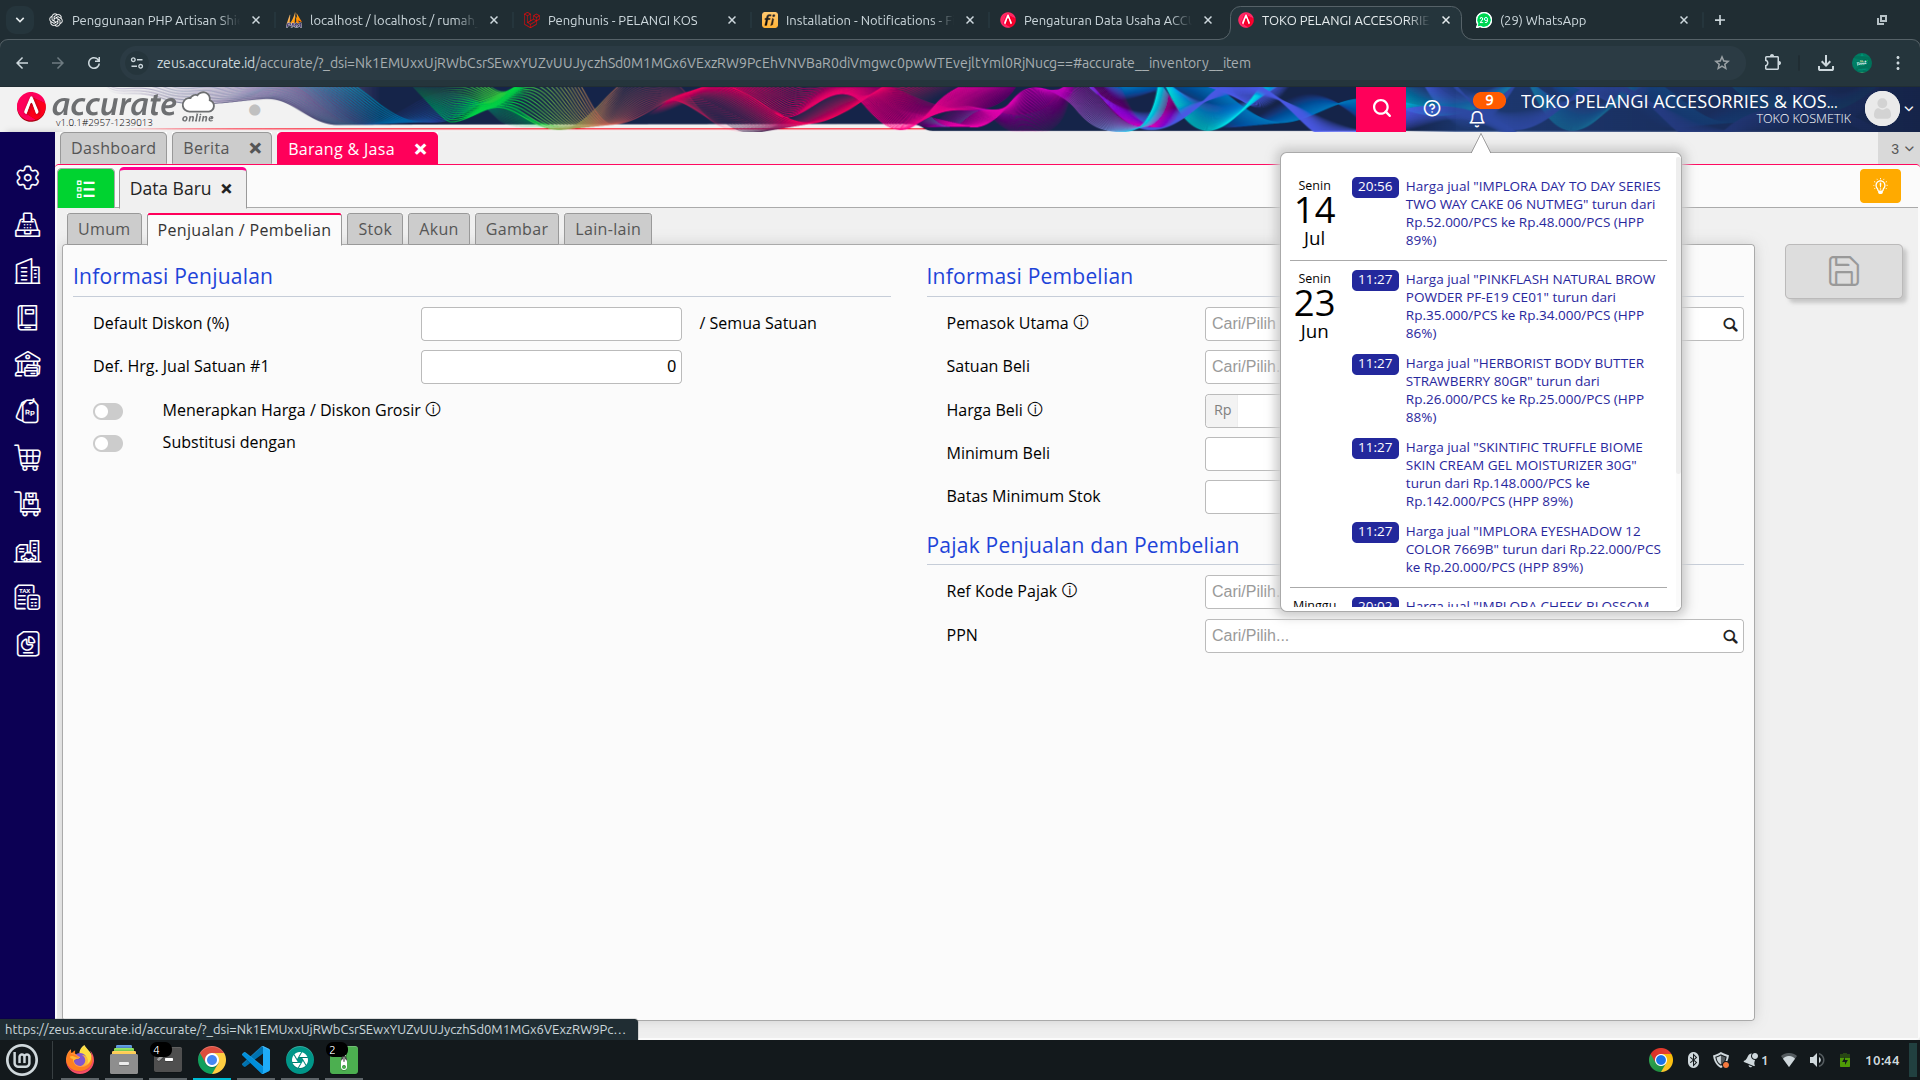 Penggunaan PHP Artisan Shi
localhost / localhost / rumah
Penghunis - PELANGI KOS
Installation - Notifications - F
Pengaturan Data Usaha ACC
TOKO PELANGI ACCESORRIE
(29) WhatsApp
zeus.accurate.id/accurate/?_dsi=Nk1EMUxxUjRWbCsrSEwxYUZvUUJyczhSd0M1MGx6VExzRW9PcEhVNVBaR0diVmgwc0pwWTEvejltYml0RjNucg==#accurate__inventory__item
accurate online
v1.0.1#2957-1239013
9
TOKO PELANGI ACCESORRIES & KOS...
TOKO KOSMETIK
Dashboard
Berita
Barang & Jasa
3
Data Baru
Umum
Penjualan / Pembelian
Stok
Akun
Gambar
Lain-lain
Informasi Penjualan
Default Diskon (%)
/ Semua Satuan
Def. Hrg. Jual Satuan #1
0
Menerapkan Harga / Diskon Grosir
Substitusi dengan
Informasi Pembelian
Pemasok Utama
Cari/Pilih
Satuan Beli
Cari/Pilih.
Harga Beli
Rp
Minimum Beli
Batas Minimum Stok
Pajak Penjualan dan Pembelian
Ref Kode Pajak
Cari/Pilih.
PPN
Cari/Pilih...
Senin
14
Jul
20:56
Harga jual "IMPLORA DAY TO DAY SERIES
TWO WAY CAKE 06 NUTMEG" turun dari
Rp.52.000/PCS ke Rp.48.000/PCS (HPP
89%)
Senin
23
Jun
11:27
Harga jual "PINKFLASH NATURAL BROW
POWDER PF-E19 CE01" turun dari
Rp.35.000/PCS ke Rp.34.000/PCS (HPP
86%)
11:27
Harga jual "HERBORIST BODY BUTTER
STRAWBERRY 80GR" turun dari
Rp.26.000/PCS ke Rp.25.000/PCS (HPP
88%)
11:27
Harga jual "SKINTIFIC TRUFFLE BIOME
SKIN CREAM GEL MOISTURIZER 30G"
turun dari Rp.148.000/PCS ke
Rp.142.000/PCS (HPP 89%)
11:27
Harga jual "IMPLORA EYESHADOW 12
COLOR 7669B" turun dari Rp.22.000/PCS
ke Rp.20.000/PCS (HPP 89%)
Minggu
20:02
Harga jual "IMPLORA CHEEK BLOSSOM
https://zeus.accurate.id/accurate/?_dsi=Nk1EMUxxUjRWbCsrSEwxYUZvUUJyczhSd0M1MGx6VExzRW9Pc...
4
2
1
10:44